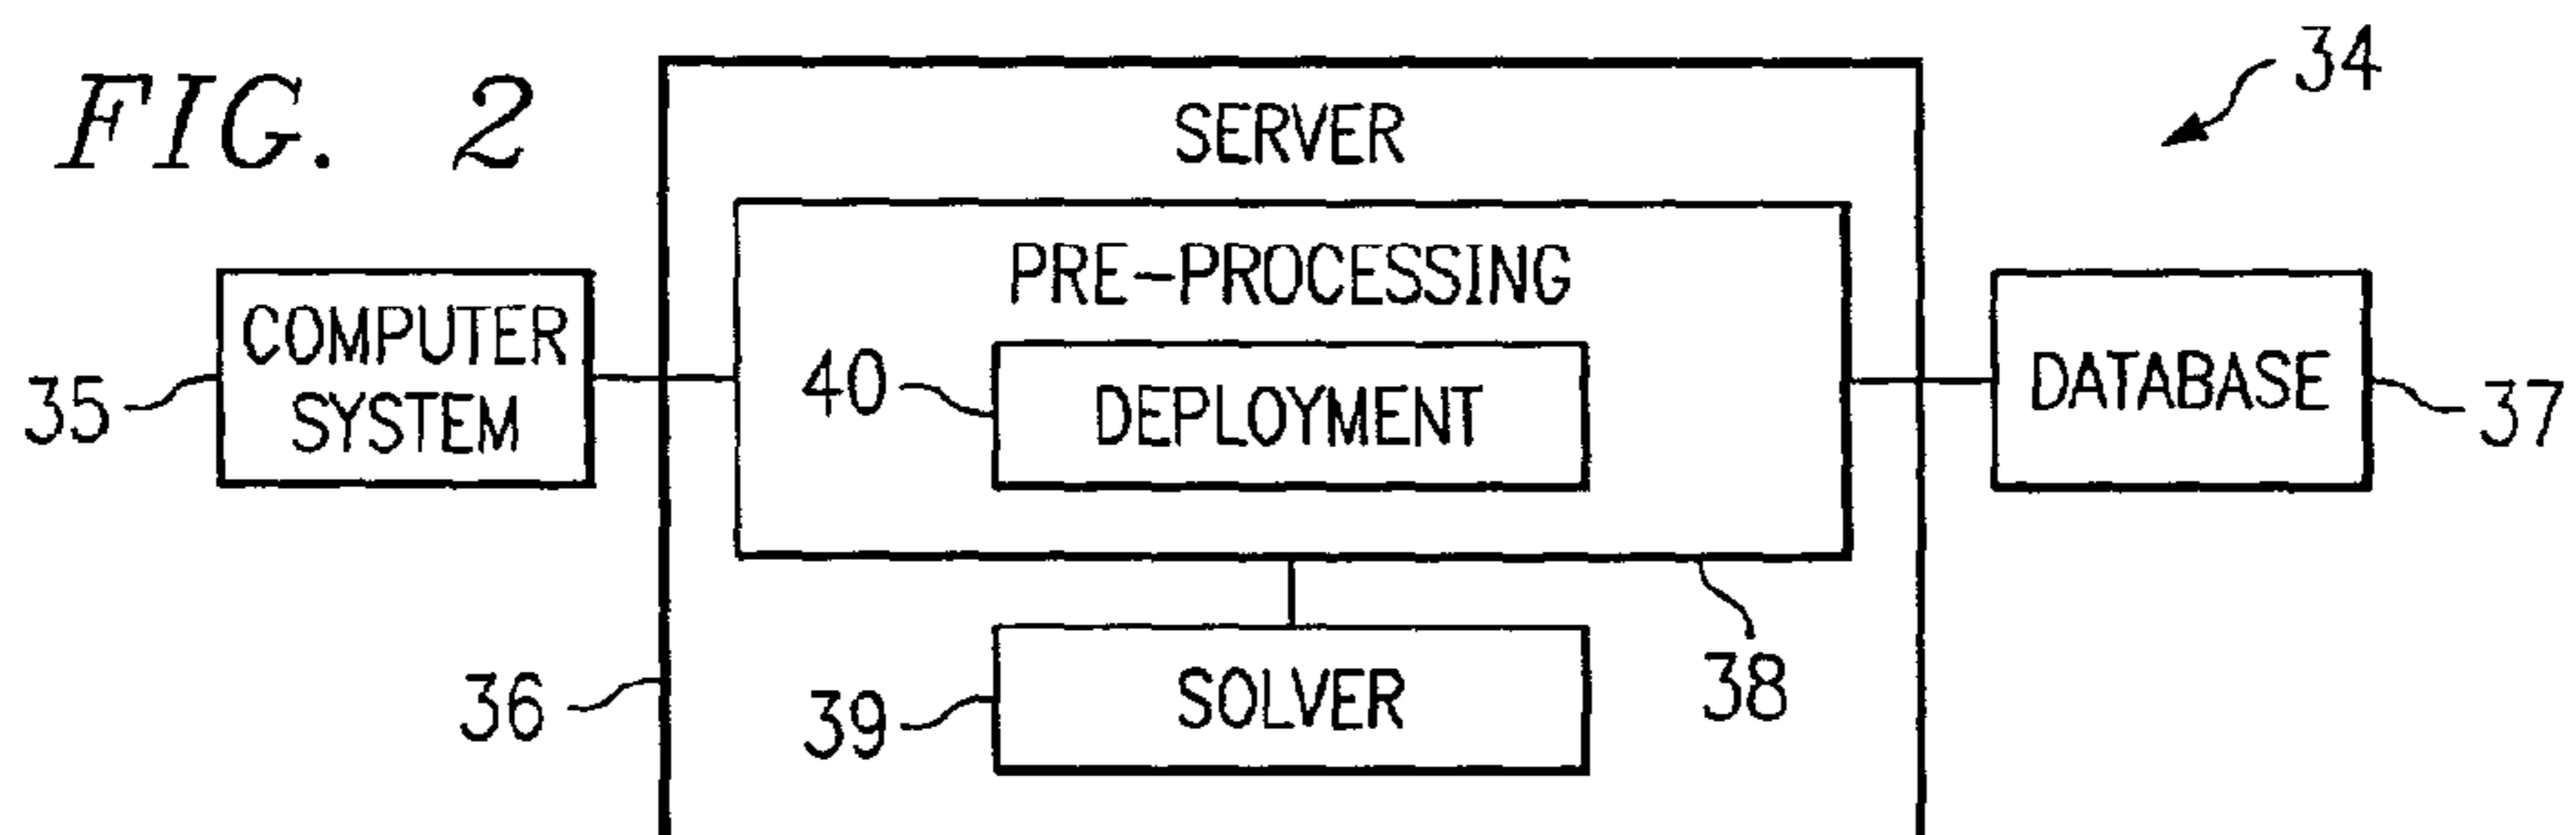 FIG. 2
34
SERVER
PRE-PROCESSING
COMPUTER
SYSTEM
35
40
DEPLOYMENT
DATABASE
37
36
39
SOLVER
38